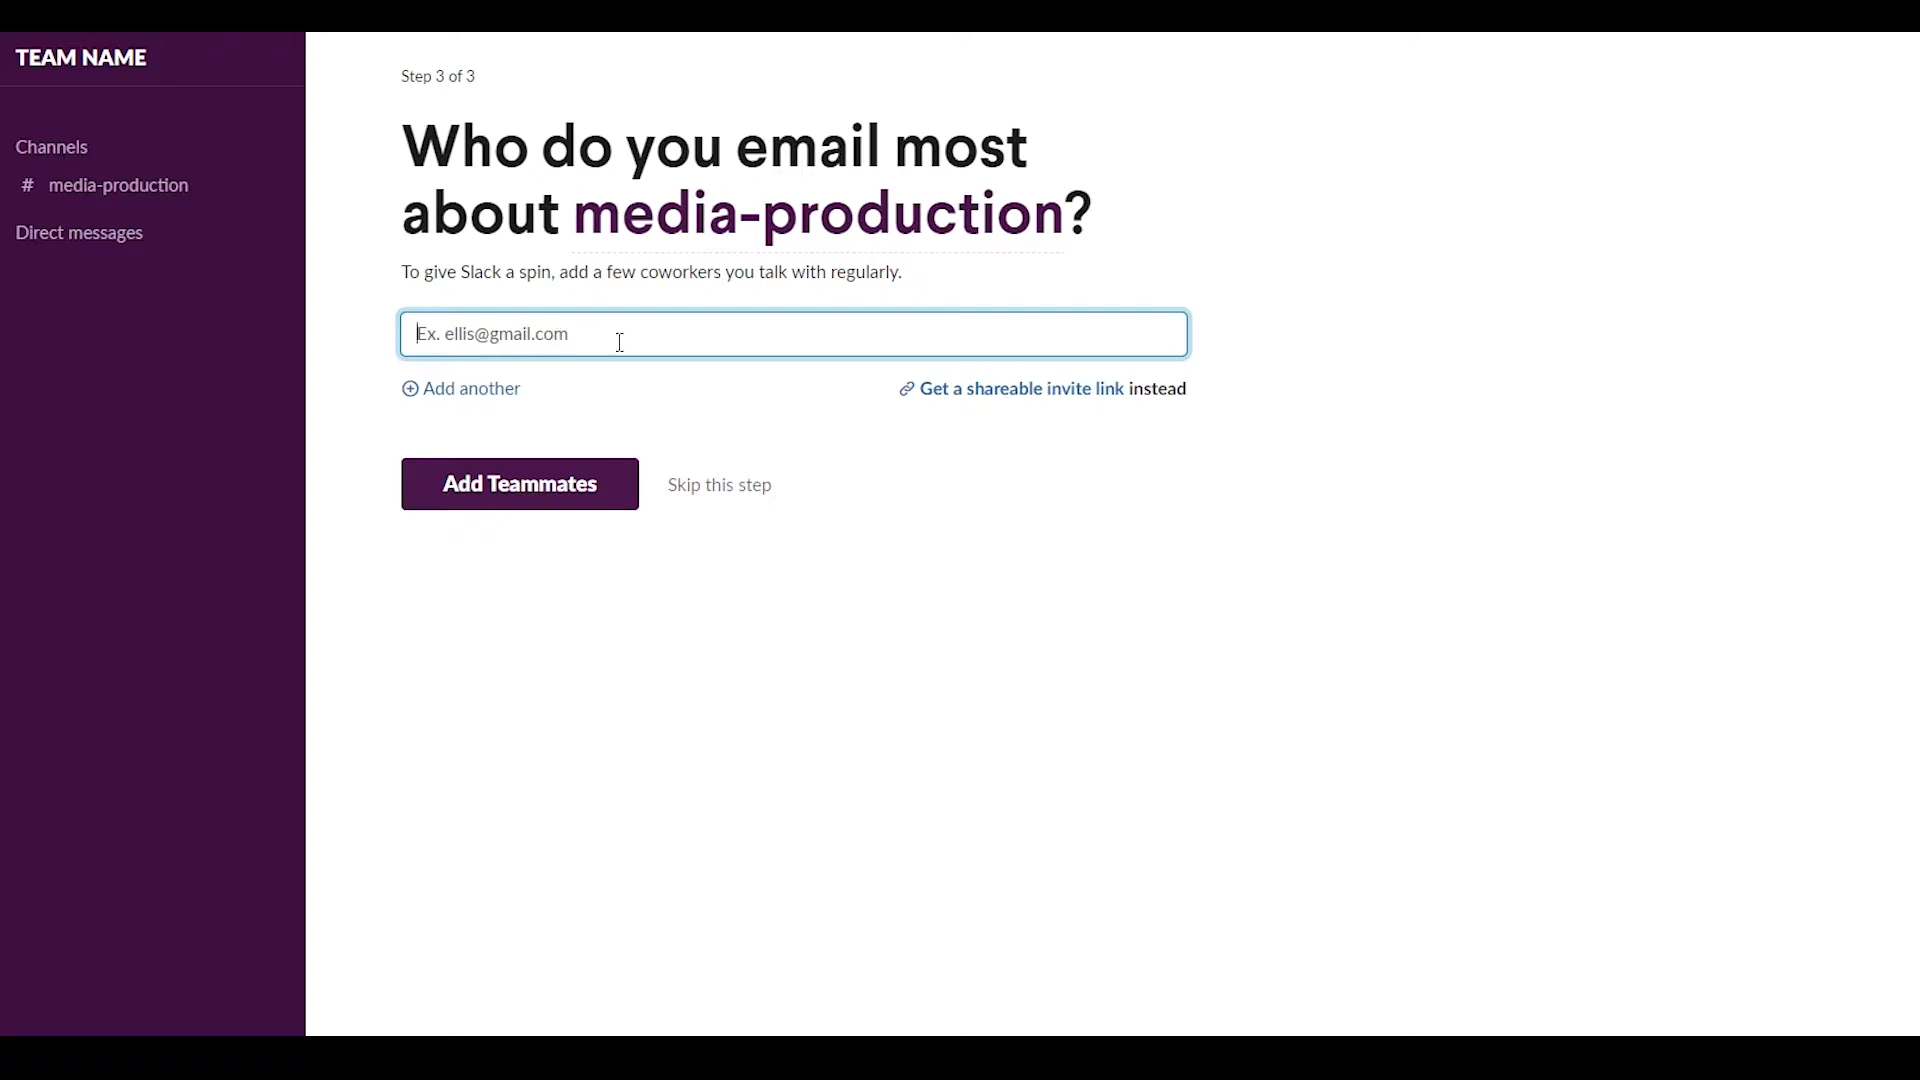 TEAM NAME
Channels
# media-production
Direct messages
Step 3 of 3
Who do you email most
about media-production?
To give Slack a spin, add a few coworkers you talk with regularly.
Ex. ellis@gmail.com
Add another
Get a shareable invite link instead
Add Teammates
Skip this step